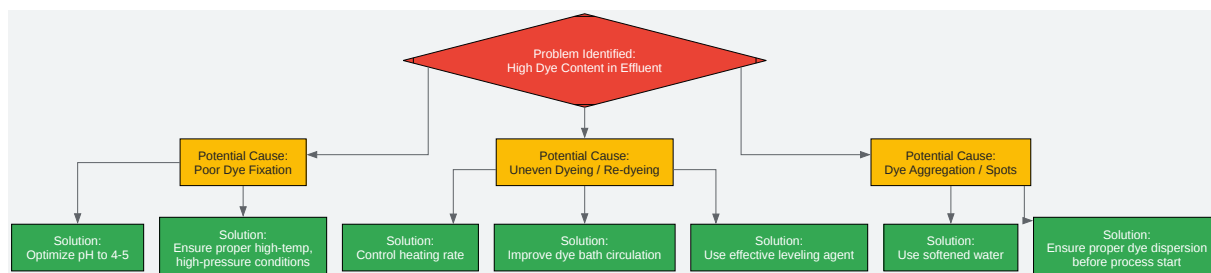 Problem Identified:
High Dye Content in Effluent
Potential Cause:
Poor Dye Fixation
Potential Cause:
Uneven Dyeing / Re-dyeing
Potential Cause:
Dye Aggregation / Spots
Solution:
Optimize pH to 4-5
Solution:
Ensure proper high-temp,
high-pressure conditions
Solution:
Control heating rate
Solution:
Improve dye bath circulation
Solution:
Use effective leveling agent
Solution:
Use softened water
Solution:
Ensure proper dye dispersion
before process start